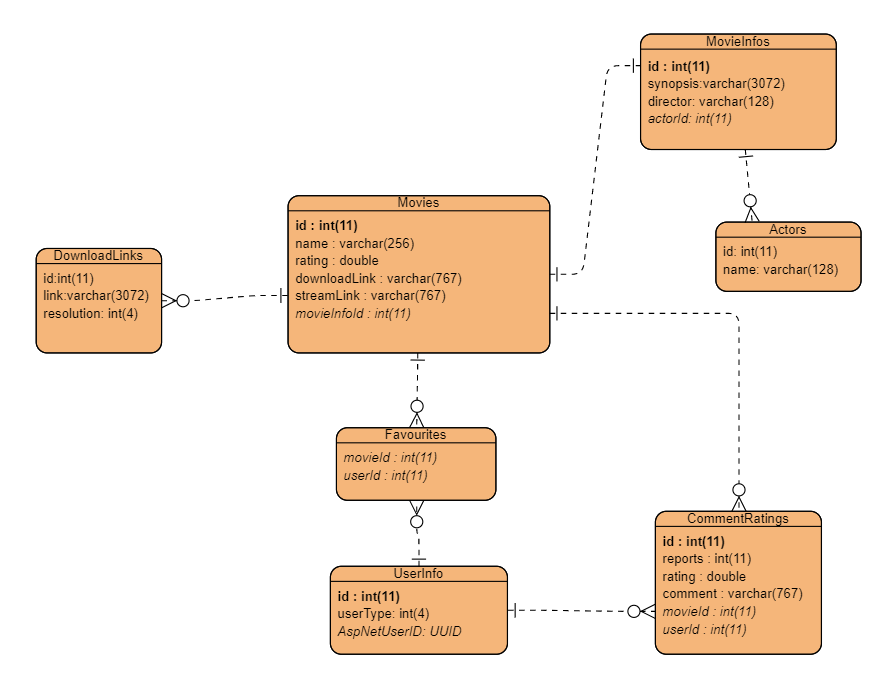 MovieInfos
id : int(11)
synopsis:varchar(3072)
director: varchar(128)
actorId: int(11)
Movies
id : int(11)
name : varchar(256)
rating : double
downloadLink : varchar(767)
streamLink : varchar(767)
movieInfoId : int(11)
Actors
id: int(11)
name: varchar(128)
DownloadLinks
id:int(11)
link:varchar(3072)
resolution: int(4)
Favourites
movieId : int(11)
userId : int(11)
CommentRatings
id : int(11)
reports : int(11)
rating : double
comment : varchar(767)
movieId : int(11)
userId : int(11)
UserInfo
id : int(11)
userType: int(4)
AspNetUserID: UUID